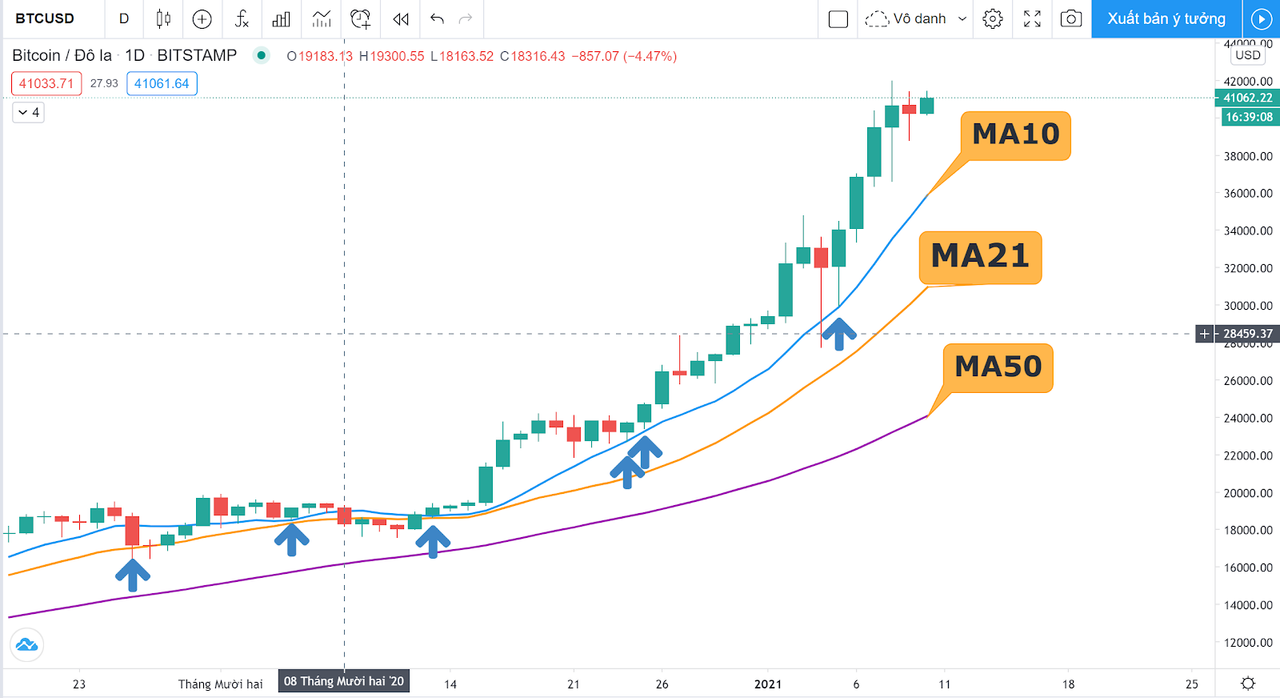 BTCUSD D Vô danh Xuất bản ý tưởng
Bitcoin / Đô la · 1D · BITSTAMP O19183.13 H19300.55 L18163.52 C18316.43 −857.07 (−4.47%)
41033.71 27.93 41061.64
4
44000.00
USD
42000.00
41062.22
16:39:08
38000.00
36000.00
34000.00
32000.00
30000.00
28459.37
28000.00
26000.00
24000.00
22000.00
20000.00
18000.00
16000.00
14000.00
12000.00
MA10
MA21
MA50
23 Tháng Mười hai 08 Tháng Mười hai '20 14 21 26 2021 6 11 18 25